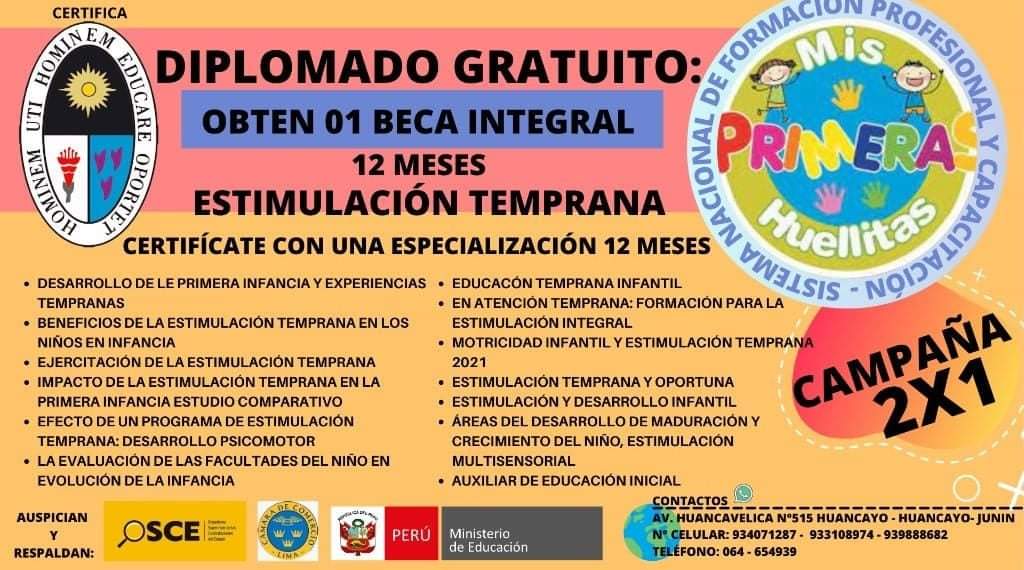 CERTIFICA
HOMINEM UTI HOMINEM EDUCARE OPORTET
DIPLOMADO GRATUITO:
OBTEN 01 BECA INTEGRAL
12 MESES
ESTIMULACIÓN TEMPRANA
CERTIFÍCATE CON UNA ESPECIALIZACIÓN 12 MESES
SISTEMA NACIONAL DE FORMACIÓN PROFESIONAL Y CAPACITACIÓN -
Mis
PRIMERAS
Huellitas
• DESARROLLO DE LE PRIMERA INFANCIA Y EXPERIENCIAS
TEMPRANAS
• BENEFICIOS DE LA ESTIMULACIÓN TEMPRANA EN LOS
NIÑOS EN INFANCIA
• EJERCITACIÓN DE LA ESTIMULACIÓN TEMPRANA
• IMPACTO DE LA ESTIMULACIÓN TEMPRANA EN LA
PRIMERA INFANCIA ESTUDIO COMPARATIVO
• EFECTO DE UN PROGRAMA DE ESTIMULACIÓN
TEMPRANA: DESARROLLO PSICOMOTOR
• LA EVALUACIÓN DE LAS FACULTADES DEL NIÑO EN
EVOLUCIÓN DE LA INFANCIA
• EDUCACÓN TEMPRANA INFANTIL
• EN ATENCIÓN TEMPRANA: FORMACIÓN PARA LA
ESTIMULACIÓN INTEGRAL
• MOTRICIDAD INFANTIL Y ESTIMULACIÓN TEMPRANA
2021
• ESTIMULACIÓN TEMPRANA Y OPORTUNA
• ESTIMULACIÓN Y DESARROLLO INFANTIL
• ÁREAS DEL DESARROLLO DE MADURACIÓN Y
CRECIMIENTO DEL NIÑO, ESTIMULACIÓN
MULTISENSORIAL
• AUXILIAR DE EDUCACIÓN INICIAL
CAMPAÑA
2X1
AUSPICIAN
Y
RESPALDAN:
OSCE
CÁMARA DE COMERCIO
LIMA
PERÚ
Ministerio
de Educación
CONTACTOS
AV. HUANCAVELICA N°515 HUANCAYO - HUANCAYO- JUNIN
N° CELULAR: 934071287 - 933108974 - 939888682
TELÉFONO: 064 - 654939